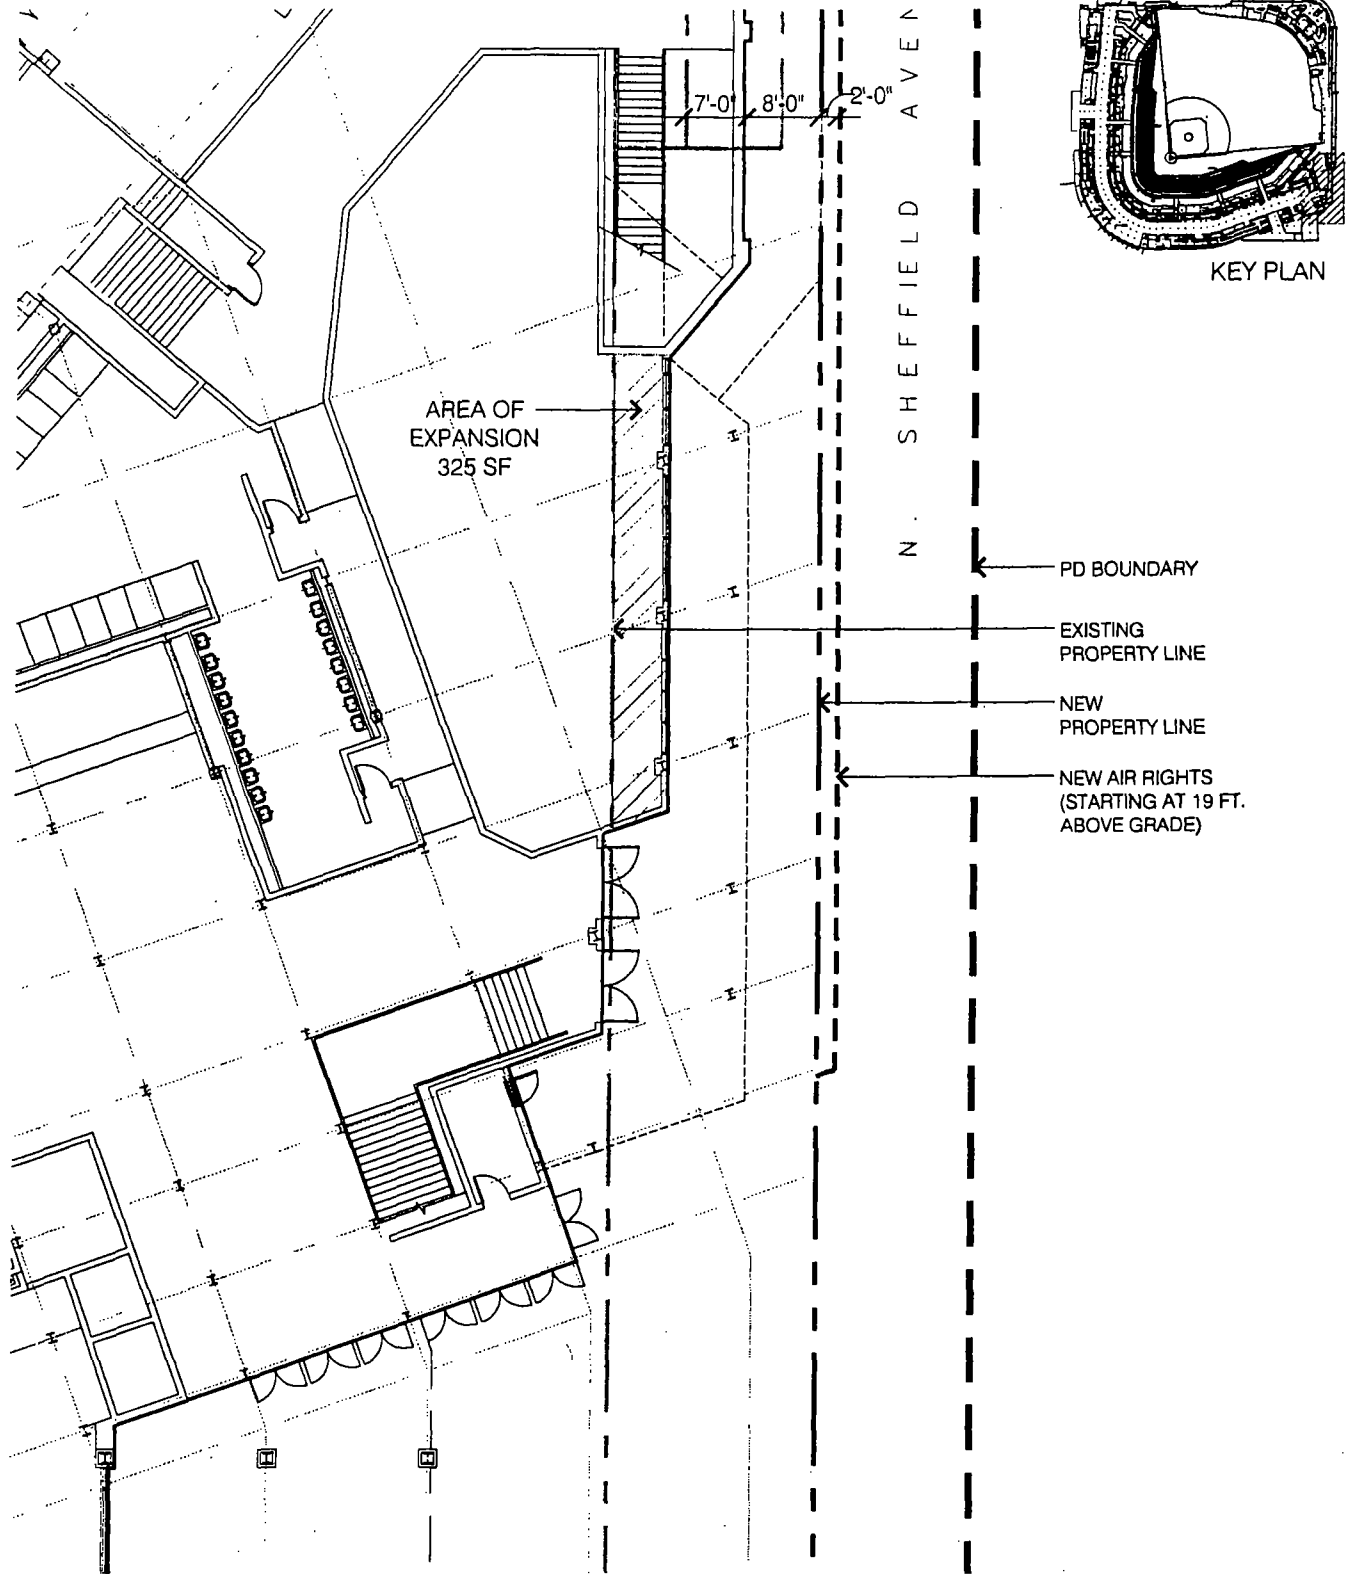 7'-0"
8'-0"
2'-0"
N. SHEFFIELD AVEN
KEY PLAN
AREA OF
EXPANSION
325 SF
PD BOUNDARY
EXISTING
PROPERTY LINE
NEW
PROPERTY LINE
NEW AIR RIGHTS
(STARTING AT 19 FT.
ABOVE GRADE)